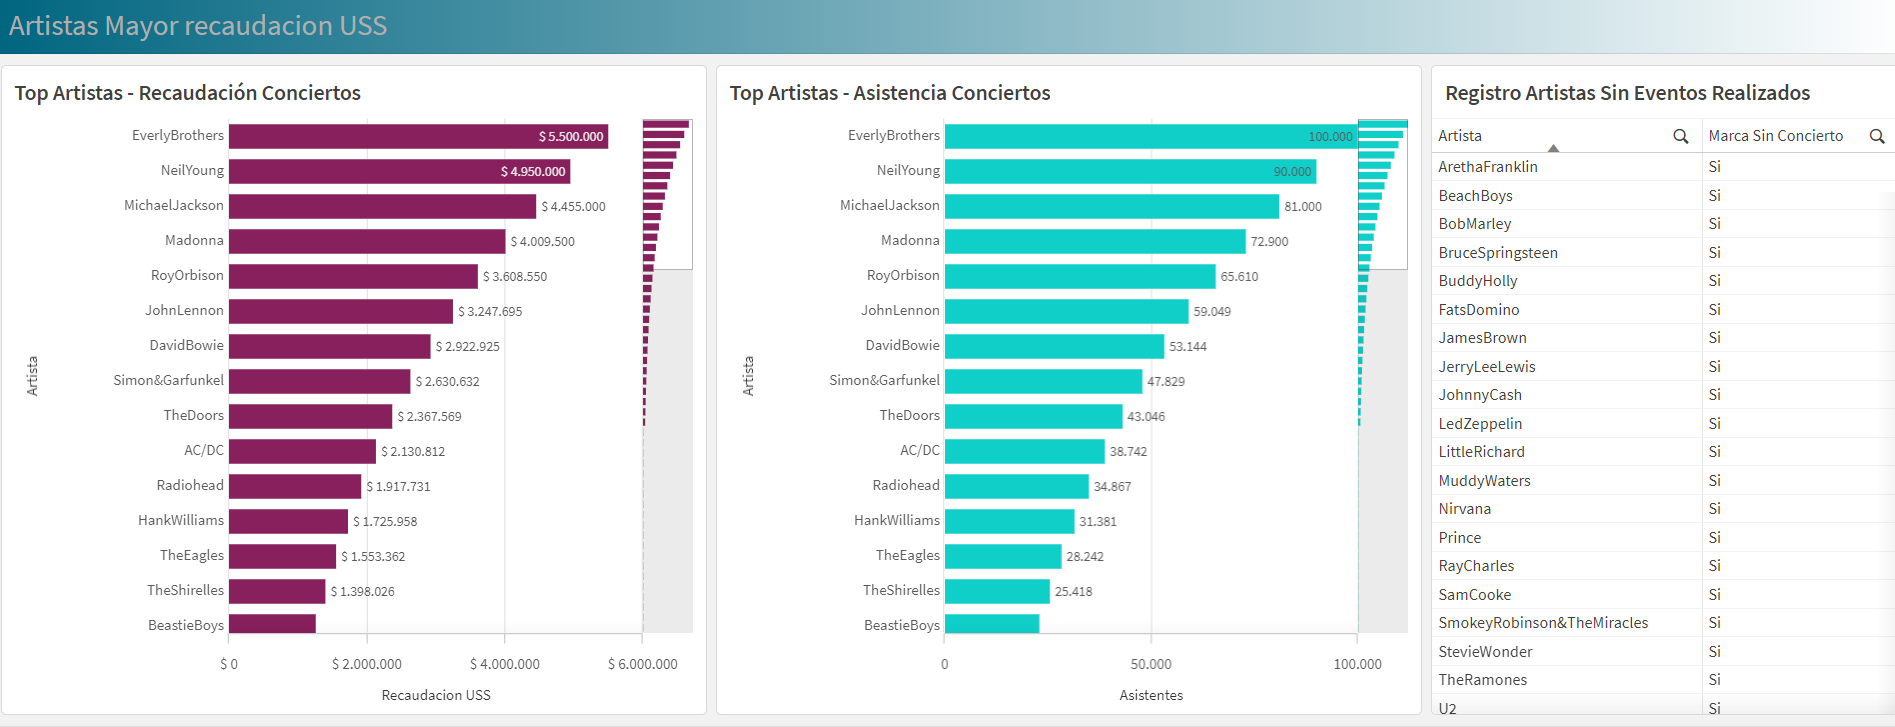 Artistas Mayor recaudacion USS
Top Artistas - Recaudación Conciertos
Artista
EverlyBrothers $ 5.500.000
NeilYoung $ 4.950.000
MichaelJackson $ 4.455.000
Madonna $ 4.009.500
RoyOrbison $ 3.608.550
JohnLennon $ 3.247.695
DavidBowie $ 2.922.925
Simon&Garfunkel $ 2.630.632
TheDoors $ 2.367.569
AC/DC $ 2.130.812
Radiohead $ 1.917.731
HankWilliams $ 1.725.958
TheEagles $ 1.553.362
TheShirelles $ 1.398.026
BeastieBoys
$ 0 $ 2.000.000 $ 4.000.000 $ 6.000.000
Recaudacion USS
Top Artistas - Asistencia Conciertos
Artista
EverlyBrothers 100.000
NeilYoung 90.000
MichaelJackson 81.000
Madonna 72.900
RoyOrbison 65.610
JohnLennon 59.049
DavidBowie 53.144
Simon&Garfunkel 47.829
TheDoors 43.046
AC/DC 38.742
Radiohead 34.867
HankWilliams 31.381
TheEagles 28.242
TheShirelles 25.418
BeastieBoys
0 50.000 100.000
Asistentes
Registro Artistas Sin Eventos Realizados
Artista Marca Sin Concierto
ArethaFranklin Si
BeachBoys Si
BobMarley Si
BruceSpringsteen Si
BuddyHolly Si
FatsDomino Si
JamesBrown Si
JerryLeeLewis Si
JohnnyCash Si
LedZeppelin Si
LittleRichard Si
MuddyWaters Si
Nirvana Si
Prince Si
RayCharles Si
SamCooke Si
SmokeyRobinson&TheMiracles Si
StevieWonder Si
TheRamones Si
U2 Si